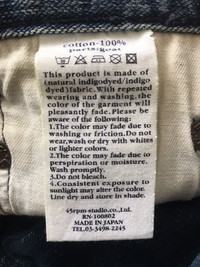 cotton-100%
parts:goat
This product is made of
(natural indigodyed/indigo
dyed)fabric. With repeated
wearing and washing, the
color of the garment will
pleasantly fade. Please be
aware of the following:
1.The color may fade due to
washing or friction.Do not
wear,wash or dry with whites
or lighter colors.
2.The color may fade due to
perspiration or moisture.
Wash promptly.
3.Do not bleach.
4.Consistent exposure to
sunlight may alter the color.
Line dry and store in shade.
45rpm studio.co.,Ltd.
RN-100802
MADE IN JAPAN
TEL.03-3498-2245